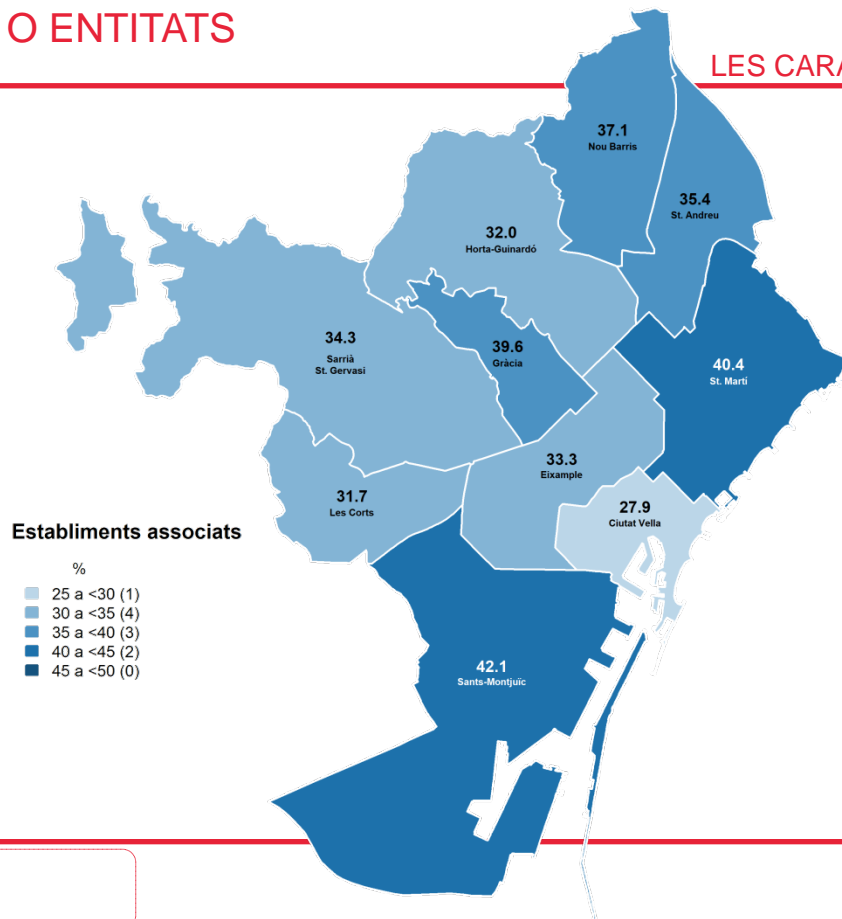 O ENTITATS
LES CARA
37.1
Nou Barris
35.4
St. Andreu
32.0
Horta-Guinardó
34.3
Sarrià
St. Gervasi
39.6
Gràcia
40.4
St. Martí
33.3
Eixample
31.7
Les Corts
27.9
Ciutat Vella
42.1
Sants-Montjuïc
Establiments associats
%
25 a <30 (1)
30 a <35 (4)
35 a <40 (3)
40 a <45 (2)
45 a <50 (0)